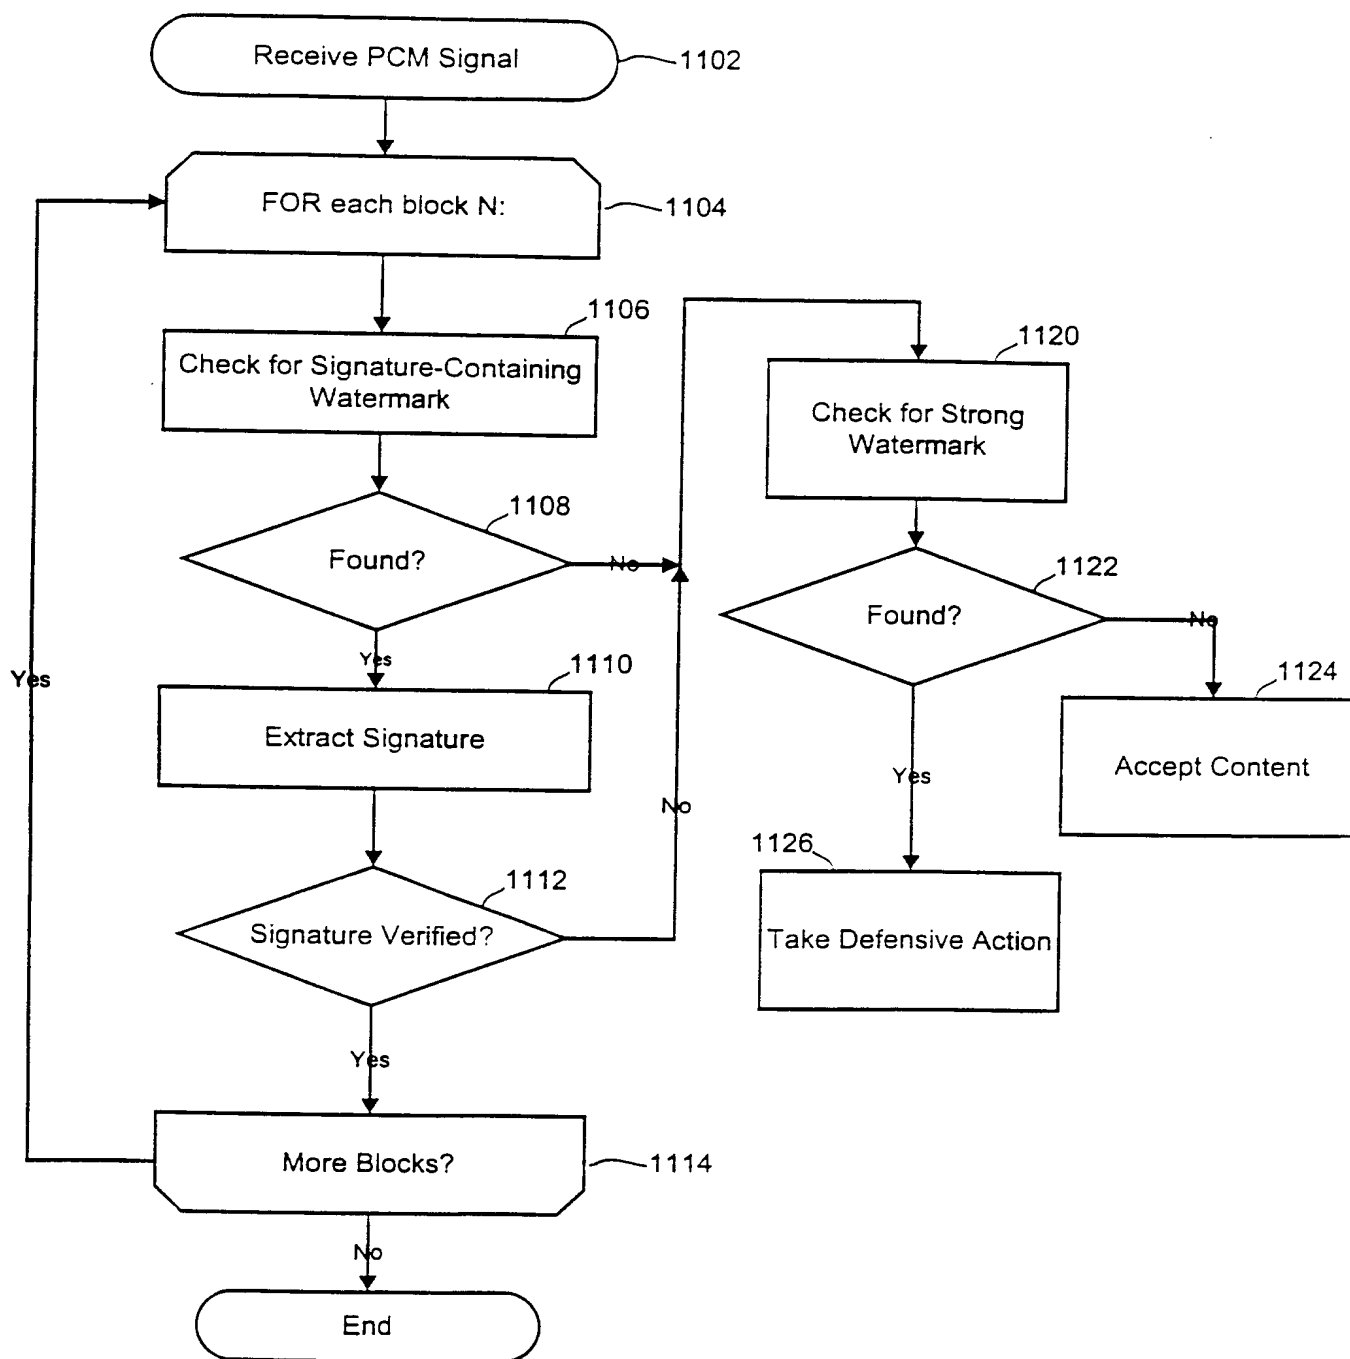 Receive PCM Signal
1102
FOR each block N:
1104
1106
Check for Signature-Containing
Watermark
1108
Found?
No
Yes
1110
Extract Signature
1112
Signature Verified?
No
Yes
Yes
More Blocks?
1114
No
End
1120
Check for Strong
Watermark
1122
Found?
No
1124
Accept Content
Yes
1126
Take Defensive Action